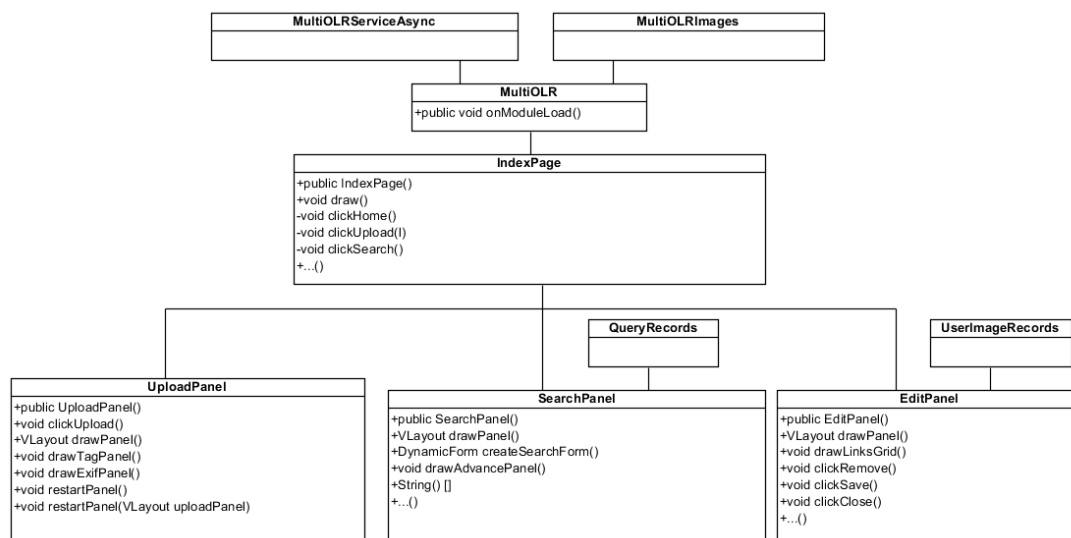 MultiOLRServiceAsync
MultiOLRImages
MultiOLR
+public void onModuleLoad()
IndexPage
+public IndexPage()
+void draw()
-void clickHome()
-void clickUpload(I)
-void clickSearch()
+...()
QueryRecords
UserImageRecords
UploadPanel
+public UploadPanel()
+void clickUpload()
+VLayout drawPanel()
+void drawTagPanel()
+void drawExifPanel()
+void restartPanel()
+void restartPanel(VLayout uploadPanel)
SearchPanel
+public SearchPanel()
+VLayout drawPanel()
+DynamicForm createSearchForm()
+void drawAdvancePanel()
+String() []
+...()
EditPanel
+public EditPanel()
+VLayout drawPanel()
+void drawLinksGrid()
+void clickRemove()
+void clickSave()
+void clickClose()
+...()